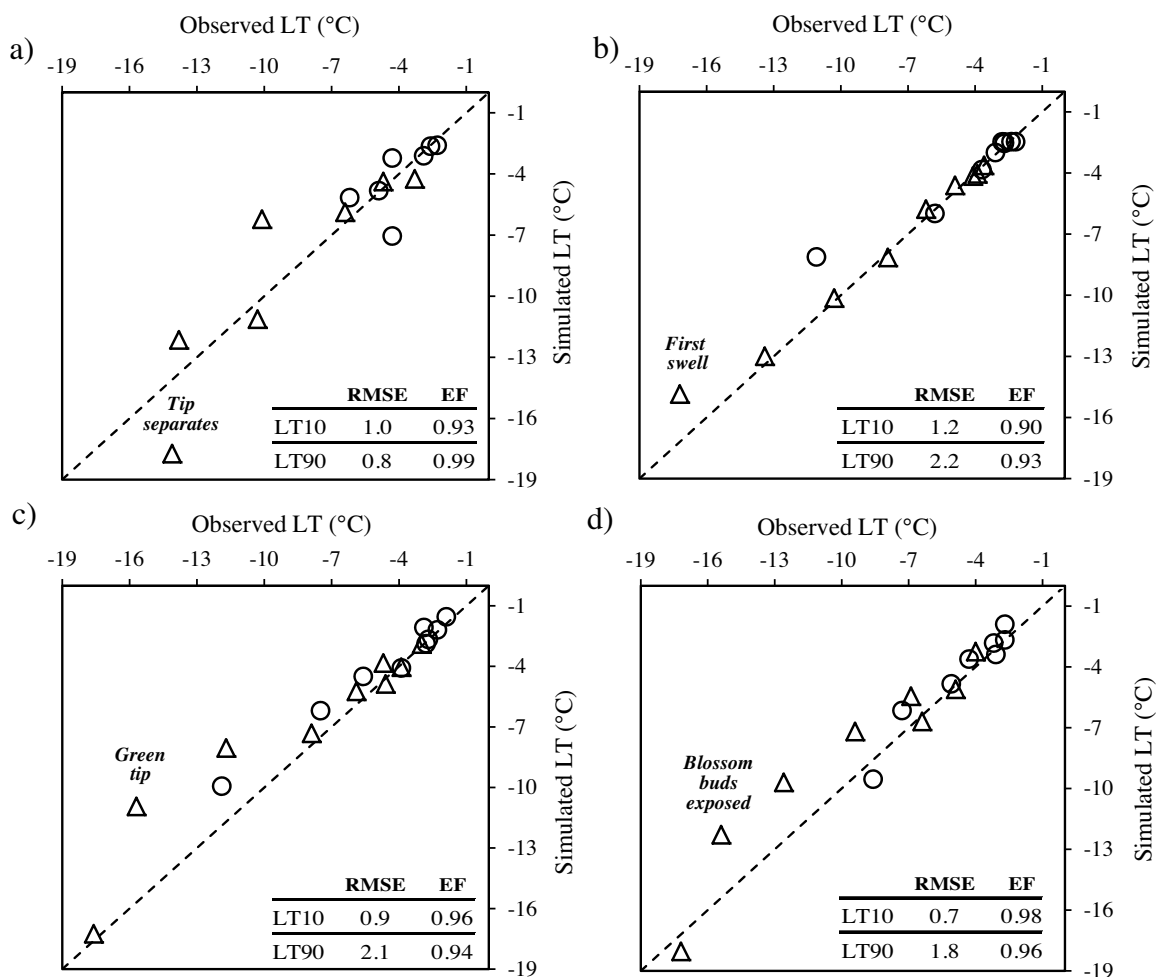 Observed LT (°C)
a)
-19 -16 -13 -10 -7 -4 -1
-1
-4
-7
-10
-13
-16
-19
Simulated LT (°C)
Tip
separates
RMSE EF
LT10 1.0 0.93
LT90 0.8 0.99
Observed LT (°C)
b)
-19 -16 -13 -10 -7 -4 -1
-1
-4
-7
-10
-13
-16
-19
Simulated LT (°C)
First
swell
RMSE EF
LT10 1.2 0.90
LT90 2.2 0.93
c)
Observed LT (°C)
-19 -16 -13 -10 -7 -4 -1
-1
-4
-7
-10
-13
-16
-19
Simulated LT (°C)
Green
tip
RMSE EF
LT10 0.9 0.96
LT90 2.1 0.94
d)
Observed LT (°C)
-19 -16 -13 -10 -7 -4 -1
-1
-4
-7
-10
-13
-16
-19
Simulated LT (°C)
Blossom
buds
exposed
RMSE EF
LT10 0.7 0.98
LT90 1.8 0.96